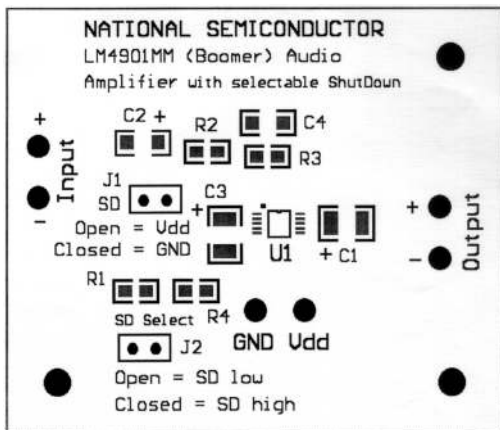 NATIONAL SEMICONDUCTOR
LM4901MM (Boomer) Audio
Amplifier with selectable ShutDown
+
Input
-
C2 +
R2
C4
R3
J1
SD
Open = Vdd
Closed = GND
+
C3
U1
+ C1
+
Output
-
R1
R4
SD Select
J2
GND Vdd
Open = SD low
Closed = SD high